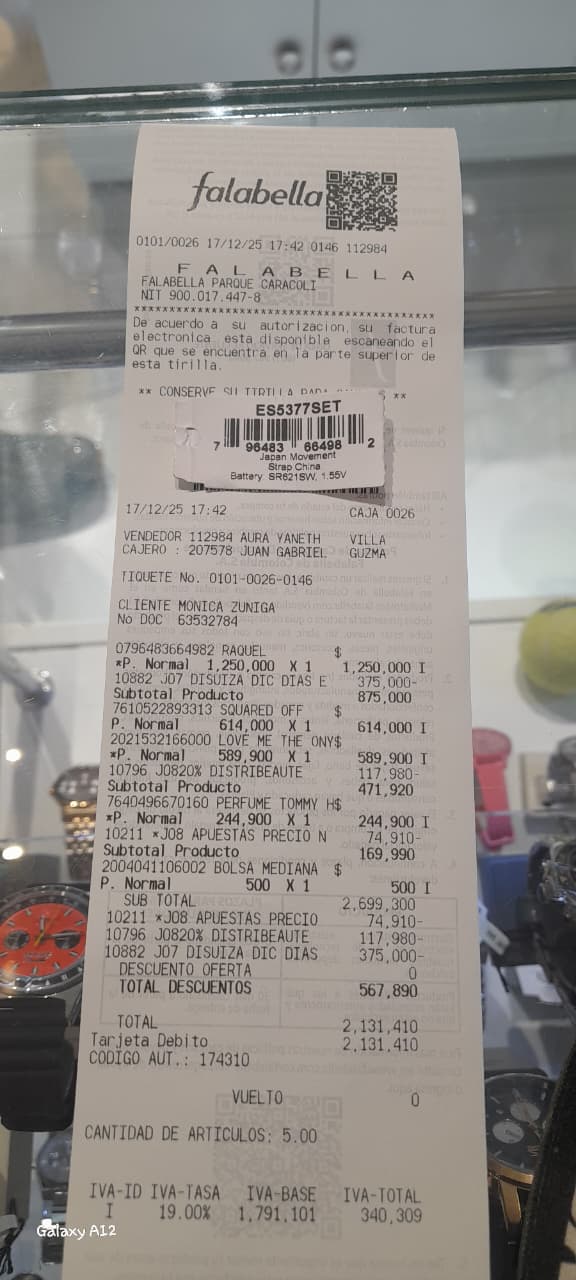 falabella
0101/0026 17/12/25 17:42 0146 112984
F A L A B E L L A
FALABELLA PARQUE CARACOLI
NIT 900.017.447-8
****************************************
De acuerdo a su autorizacion, su factura
electronica esta disponible escaneando el
QR que se encuentra en la parte superior de
esta tirilla.
** CONSERVE SU TIRILLA PARA **
ES5377SET
7 96483 66498 2
Japan Movement
Strap China
Battery: SR621SW, 1.55V
17/12/25 17:42 CAJA 0026
VENDEDOR 112984 AURA YANETH VILLA
CAJERO : 207578 JUAN GABRIEL GUZMA
TIQUETE No. 0101-0026-0146
CLIENTE MONICA ZUNIGA
No DOC 63532784
0796483664982 RAQUEL $
*P. Normal 1,250,000 X 1 1,250,000 I
10882 J07 DISUIZA DIC DIAS E 375,000-
Subtotal Producto 875,000
7610522893313 SQUARED OFF $
P. Normal 614,000 X 1 614,000 I
2021532166000 LOVE ME THE ONY$
*P. Normal 589,900 X 1 589,900 I
10796 J0820% DISTRIBEAUTE 117,980-
Subtotal Producto 471,920
7640496670160 PERFUME TOMMY H$
*P. Normal 244,900 X 1 244,900 I
10211 *J08 APUESTAS PRECIO N 74,910-
Subtotal Producto 169,990
2004041106002 BOLSA MEDIANA $
P. Normal 500 X 1 500 I
SUB TOTAL 2,699,300
10211 *J08 APUESTAS PRECIO 74,910-
10796 J0820% DISTRIBEAUTE 117,980-
10882 J07 DISUIZA DIC DIAS 375,000-
DESCUENTO OFERTA 0
TOTAL DESCUENTOS 567,890
TOTAL 2,131,410
Tarjeta Debito 2,131,410
CODIGO AUT.: 174310
VUELTO 0
CANTIDAD DE ARTICULOS: 5.00
IVA-ID IVA-TASA IVA-BASE IVA-TOTAL
I 19.00% 1,791,101 340,309
Galaxy A12